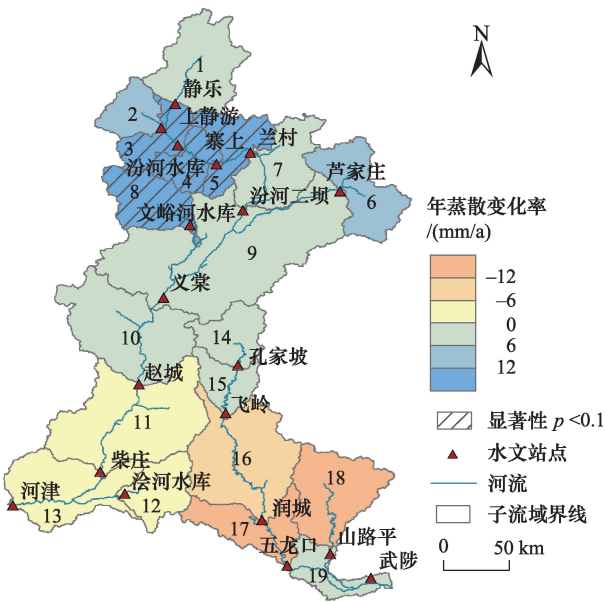 N
1
静乐
2
上静游
3
寨上
兰村
汾河水库
4
5
7
芦家庄
8
文峪河水库
汾河二坝
6
9
义棠
10
14
孔家坡
15
赵城
飞岭
11
16
18
柴庄
浍河水库
河津
12
13
润城
17
五龙口
山路平
19
武陟
年蒸散变化率
/(mm/a)
−12
−6
0
6
12
显著性 p <0.1
水文站点
河流
子流域界线
0 50 km